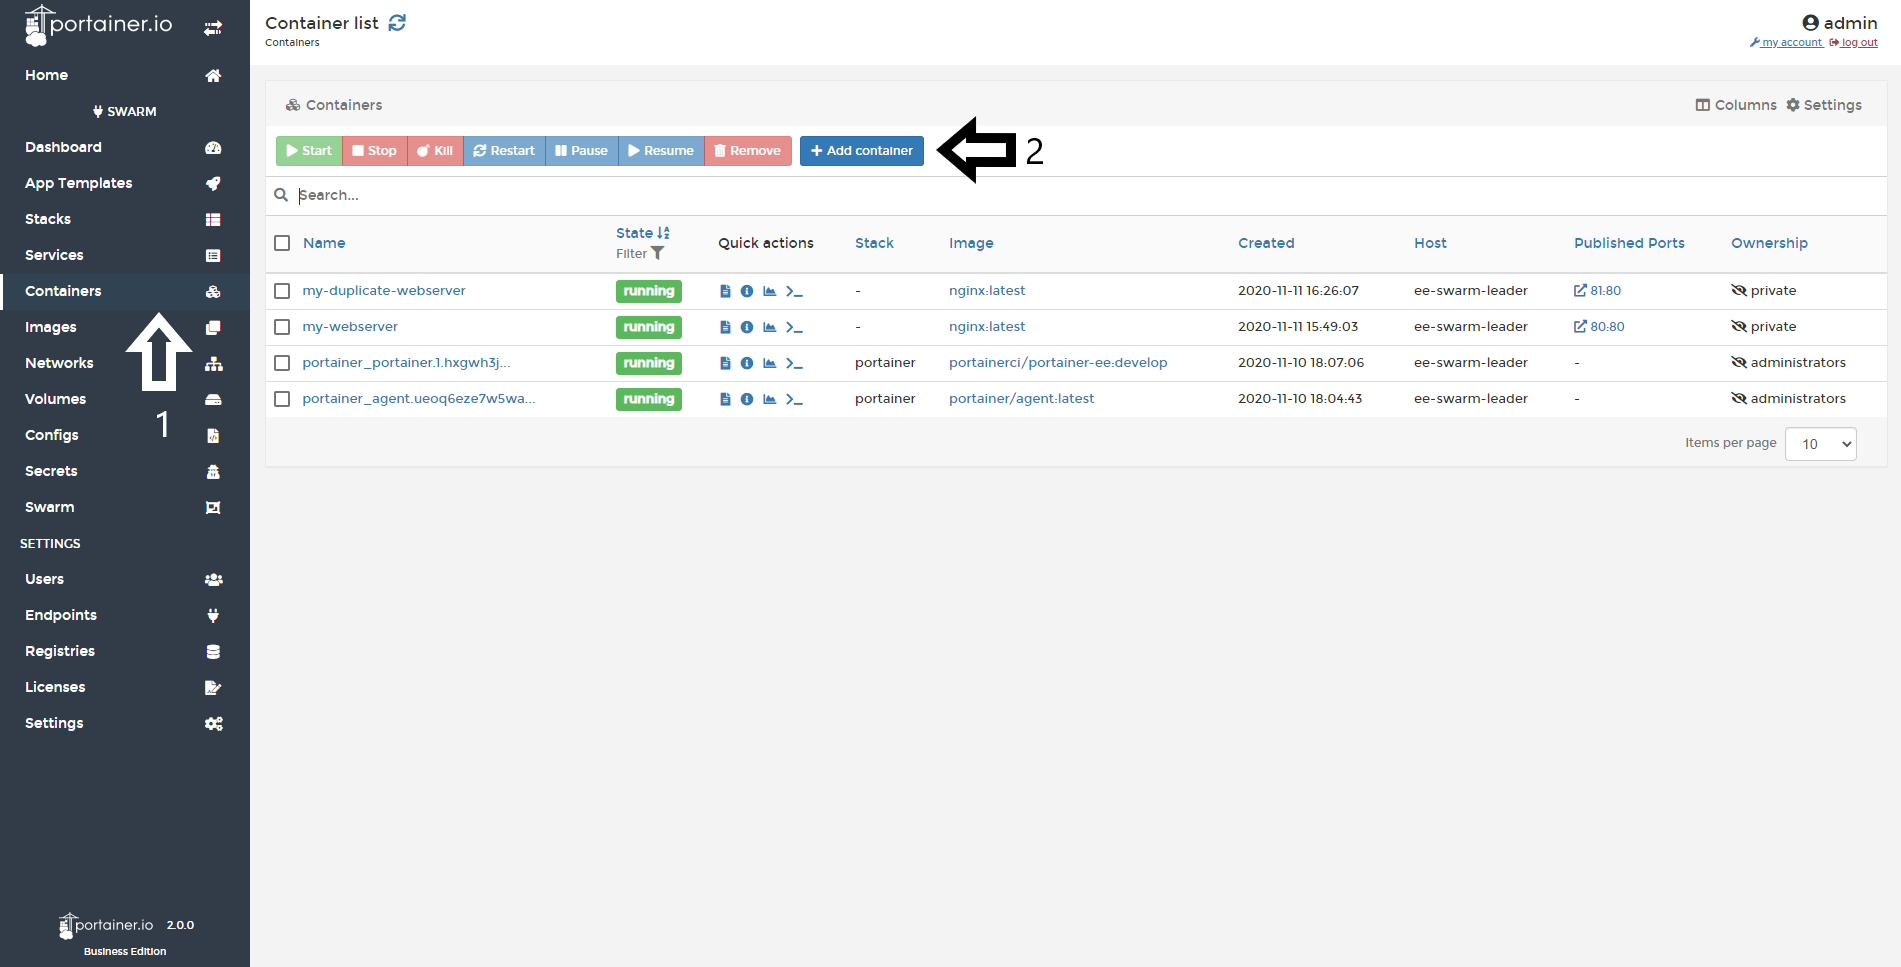 portainer.io
Home
SWARM
Dashboard
App Templates
Stacks
Services
Containers
Images
Networks
Volumes
1
Configs
Secrets
Swarm
SETTINGS
Users
Endpoints
Registries
Licenses
Settings
portainer.io 2.0.0
Business Edition
Container list
Containers
admin
my account log out
Containers
Columns Settings
Start Stop Kill Restart Pause Resume Remove + Add container 2
Search...
Name State Filter Quick actions Stack Image Created Host Published Ports Ownership
my-duplicate-webserver running - nginx:latest 2020-11-11 16:26:07 ee-swarm-leader 81:80 private
my-webserver running - nginx:latest 2020-11-11 15:49:03 ee-swarm-leader 80:80 private
portainer_portainer.1.hxgwh3j... running portainer portainerci/portainer-ee:develop 2020-11-10 18:07:06 ee-swarm-leader - administrators
portainer_agent.ueoq6eze7w5wa... running portainer portainer/agent:latest 2020-11-10 18:04:43 ee-swarm-leader - administrators
Items per page 10